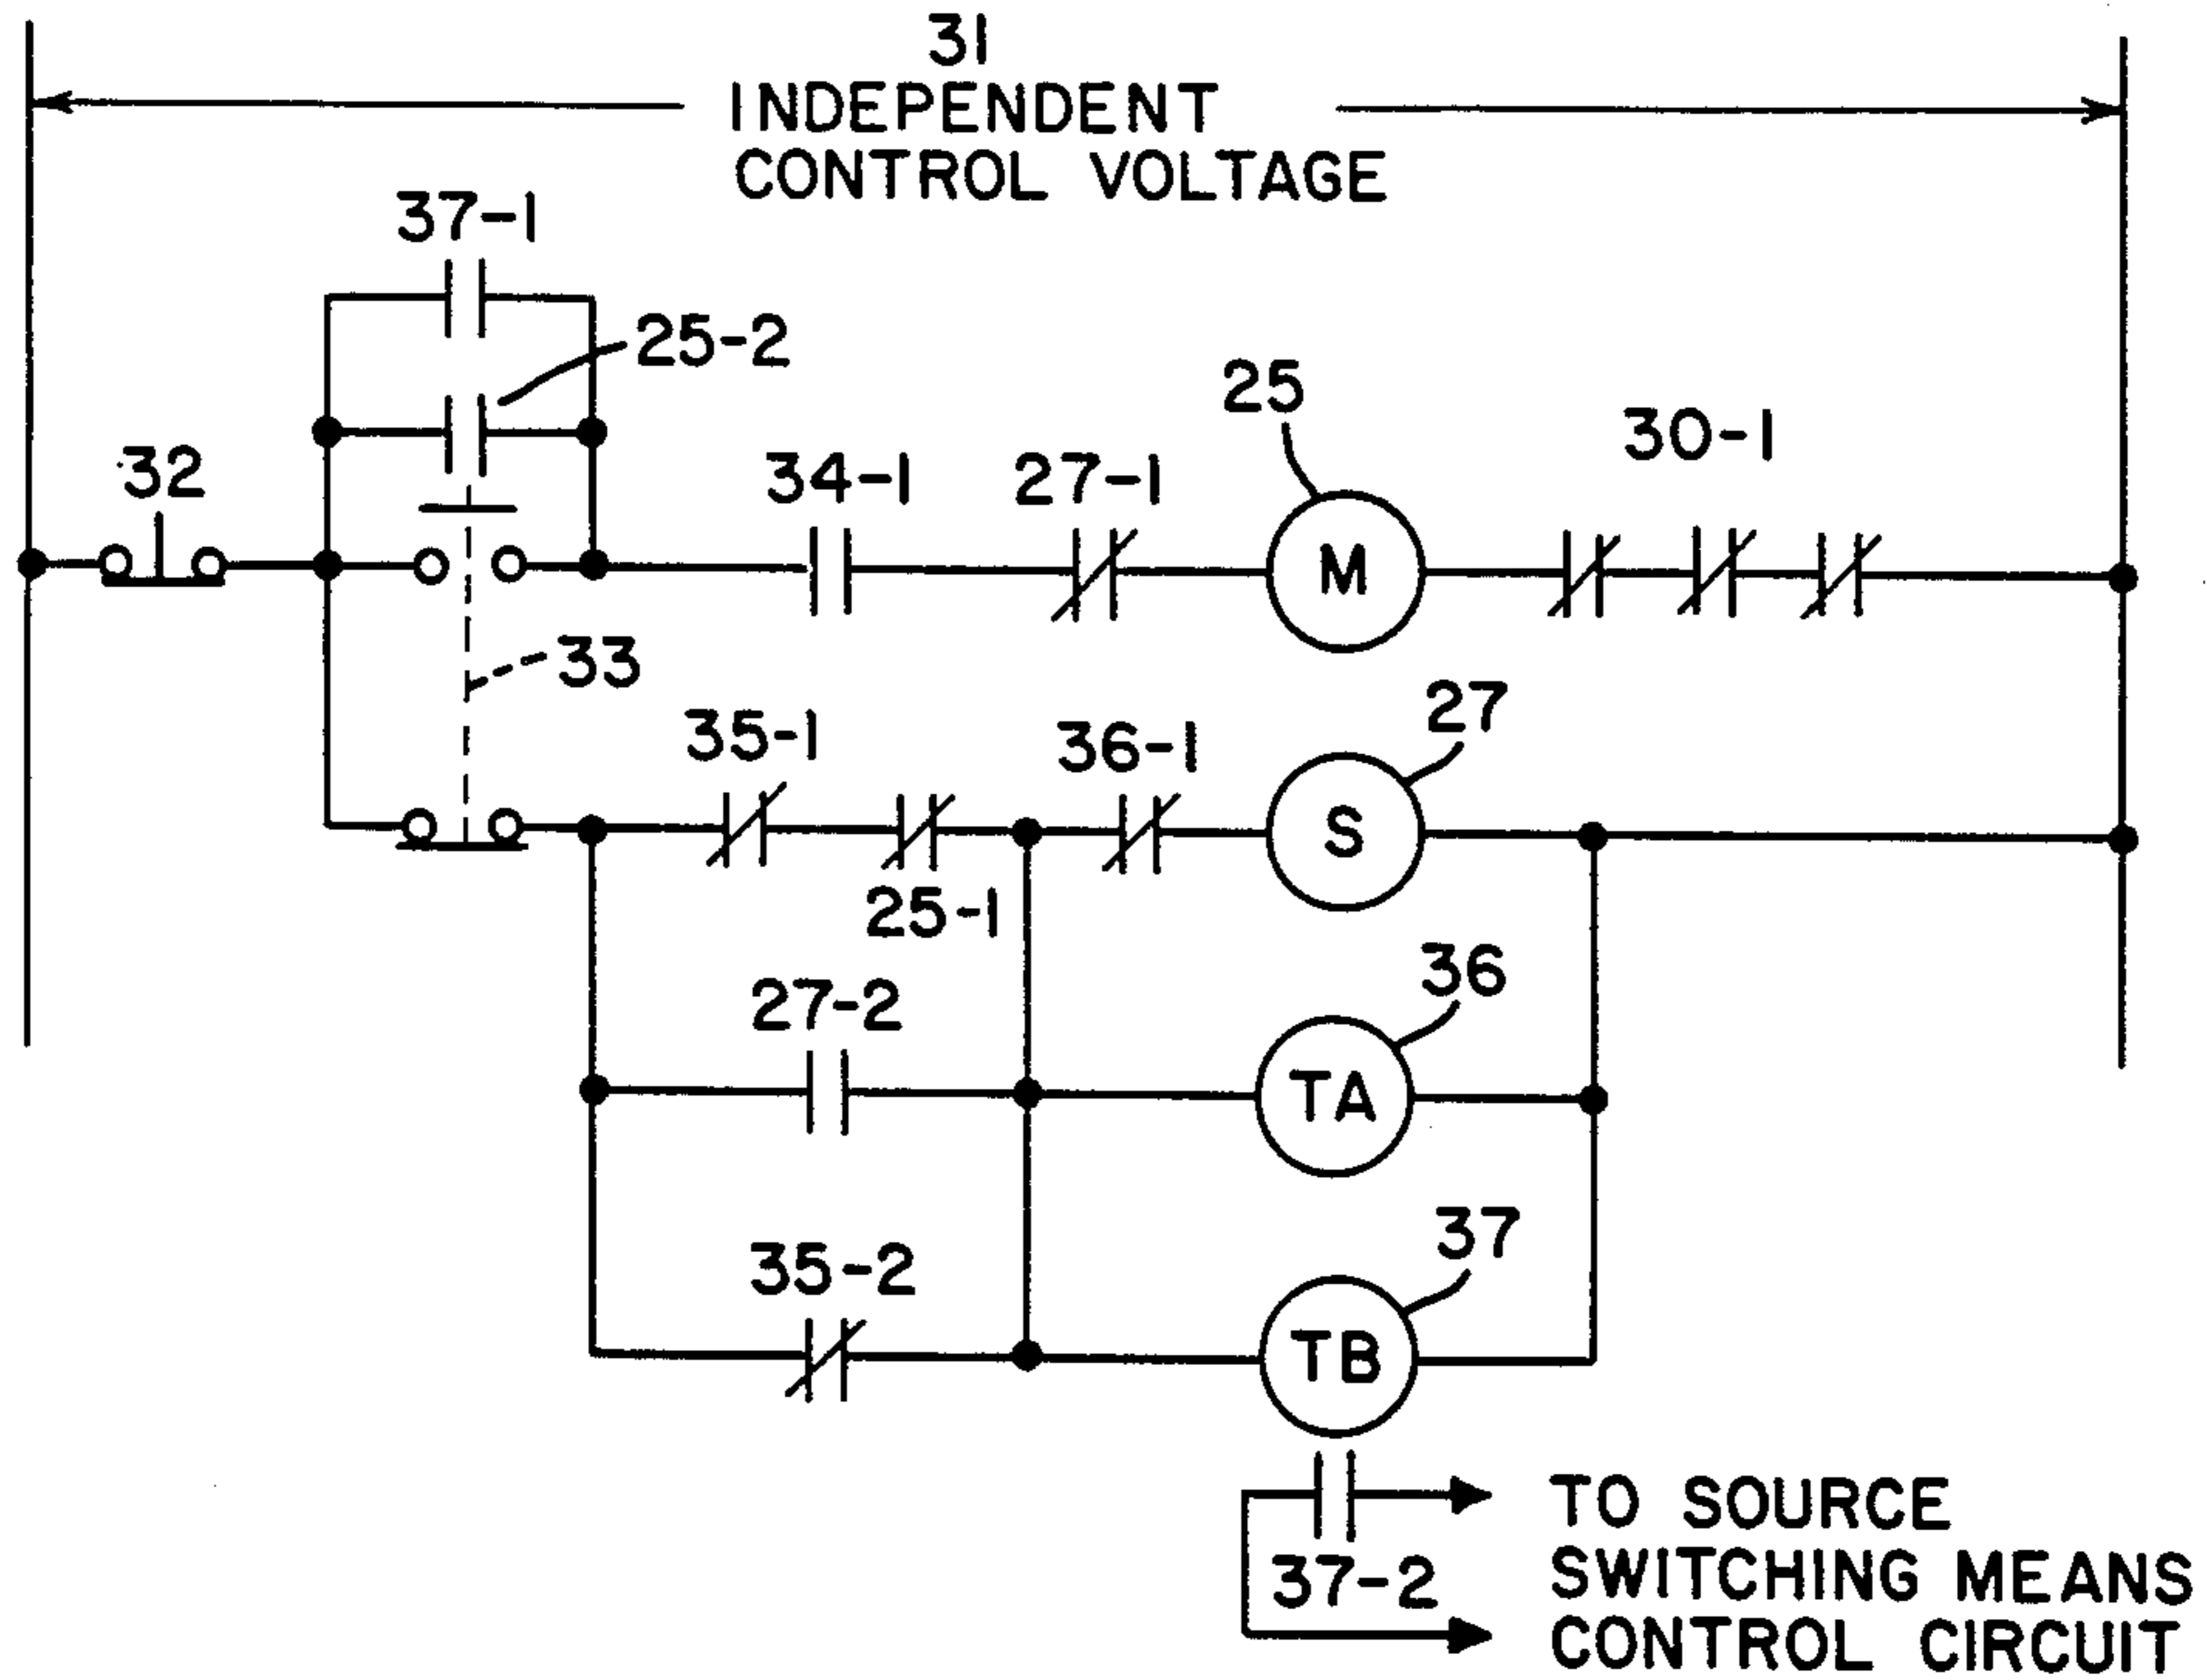 31
INDEPENDENT
CONTROL VOLTAGE
37-1
25-2
25
30-1
32
34-1
27-1
M
33
35-1
36-1
27
S
25-1
36
27-2
TA
37
35-2
TB
37-2
TO SOURCE
SWITCHING MEANS
CONTROL CIRCUIT